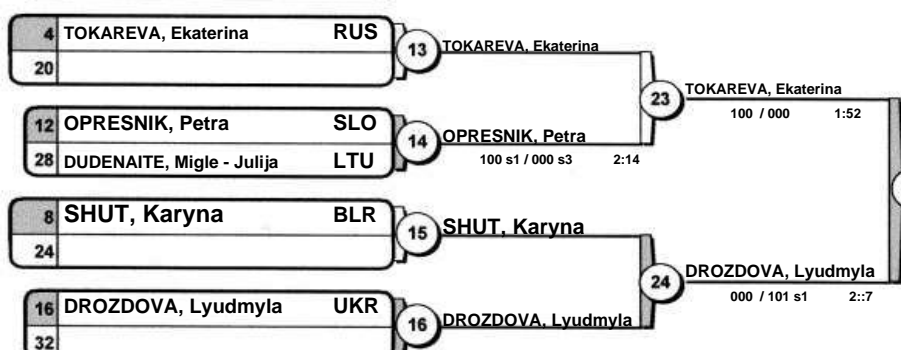 4 TOKAREVA, Ekaterina RUS
20
13 TOKAREVA, Ekaterina
23 TOKAREVA, Ekaterina
100 / 000 1:52
12 OPRESNIK, Petra SLO
28 DUDENAITE, Migle - Julija LTU
14 OPRESNIK, Petra
100 s1 / 000 s3 2:14
8 SHUT, Karyna BLR
24
15 SHUT, Karyna
24 DROZDOVA, Lyudmyla
000 / 101 s1 2::7
16 DROZDOVA, Lyudmyla UKR
32
16 DROZDOVA, Lyudmyla